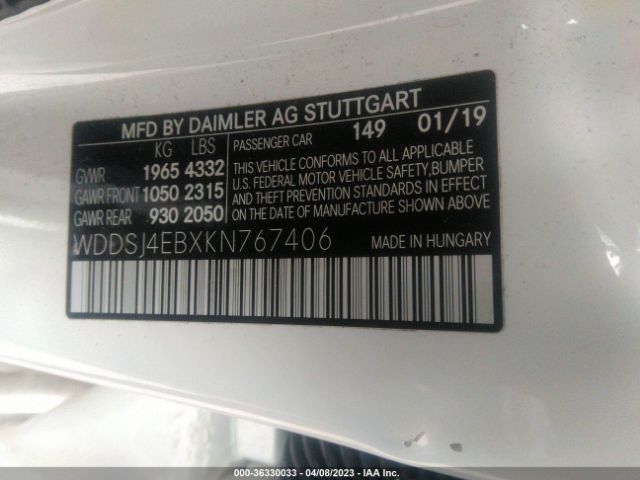 MFD BY DAIMLER AG STUTTGART
KG LBS
GVWR 1965 4332
GAWR FRONT 1050 2315
GAWR REAR 930 2050
PASSENGER CAR 149 01/19
THIS VEHICLE CONFORMS TO ALL APPLICABLE
U.S. FEDERAL MOTOR VEHICLE SAFETY,BUMPER
AND THEFT PREVENTION STANDARDS IN EFFECT
ON THE DATE OF MANUFACTURE SHOWN ABOVE
WDDSJ4EBXKN767406 MADE IN HUNGARY
000-36330033 - 04/08/2023 - IAA Inc.